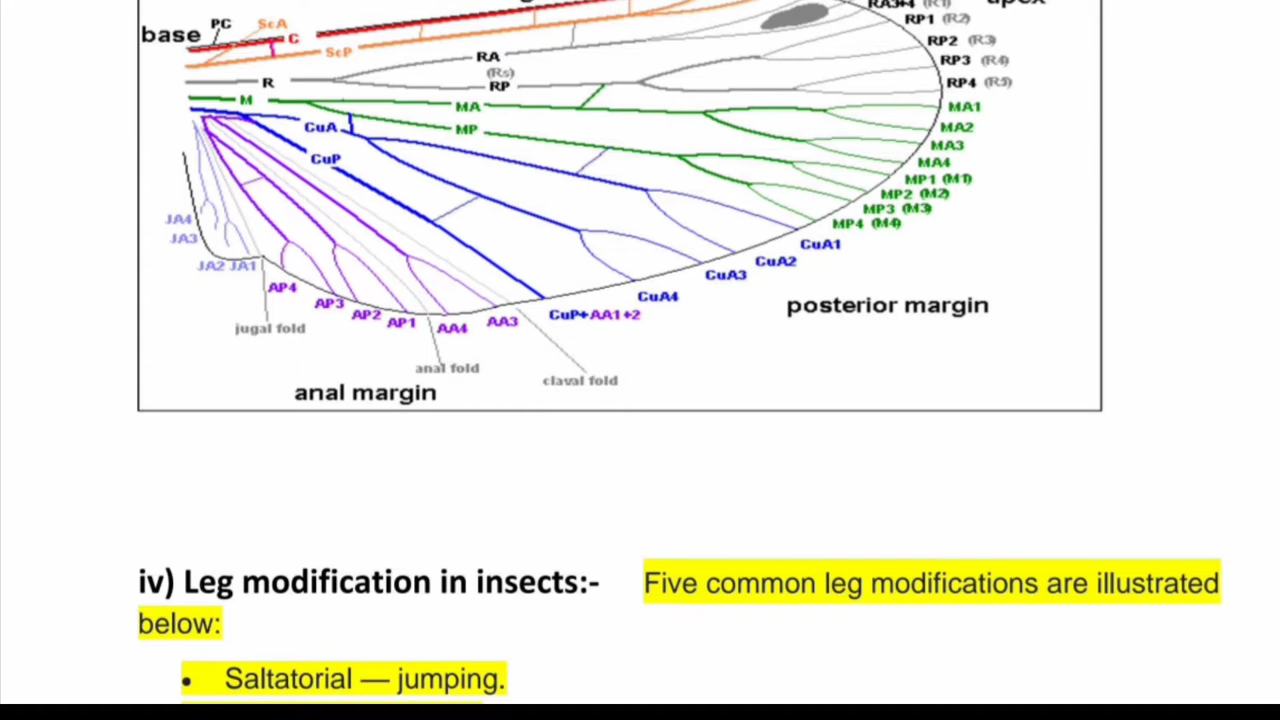 RA3+4 (R1)
base PC ScA
C
RP1 (R2)
ScP
RP2 (R3)
RA
RP3 (R4)
(Rs)
R RP
RP4 (R5)
M MA
MA1
CuA MP
MA2
MA3
CuP
MA4
MP1 (M1)
MP2 (M2)
MP3 (M3)
JA4
MP4 (M4)
JA3
CuA1
JA2 JA1
CuA2
CuA3
AP4
CuA4
AP3
posterior margin
AP2
AP1 AA4 AA3 CuP+AA1+2
jugal fold
anal fold
claval fold
anal margin
iv) Leg modification in insects:- Five common leg modifications are illustrated
below:
• Saltatorial — jumping.